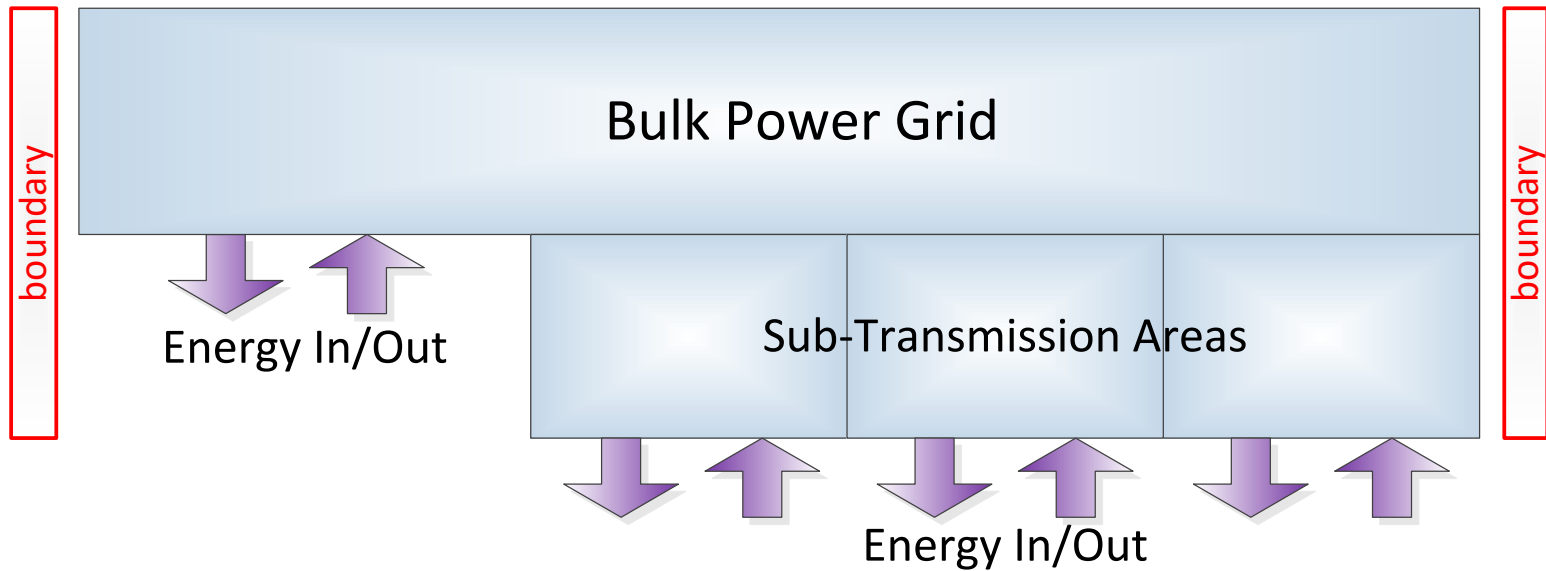 boundary
Bulk Power Grid
boundary
Energy In/Out
Sub-Transmission Areas
Energy In/Out